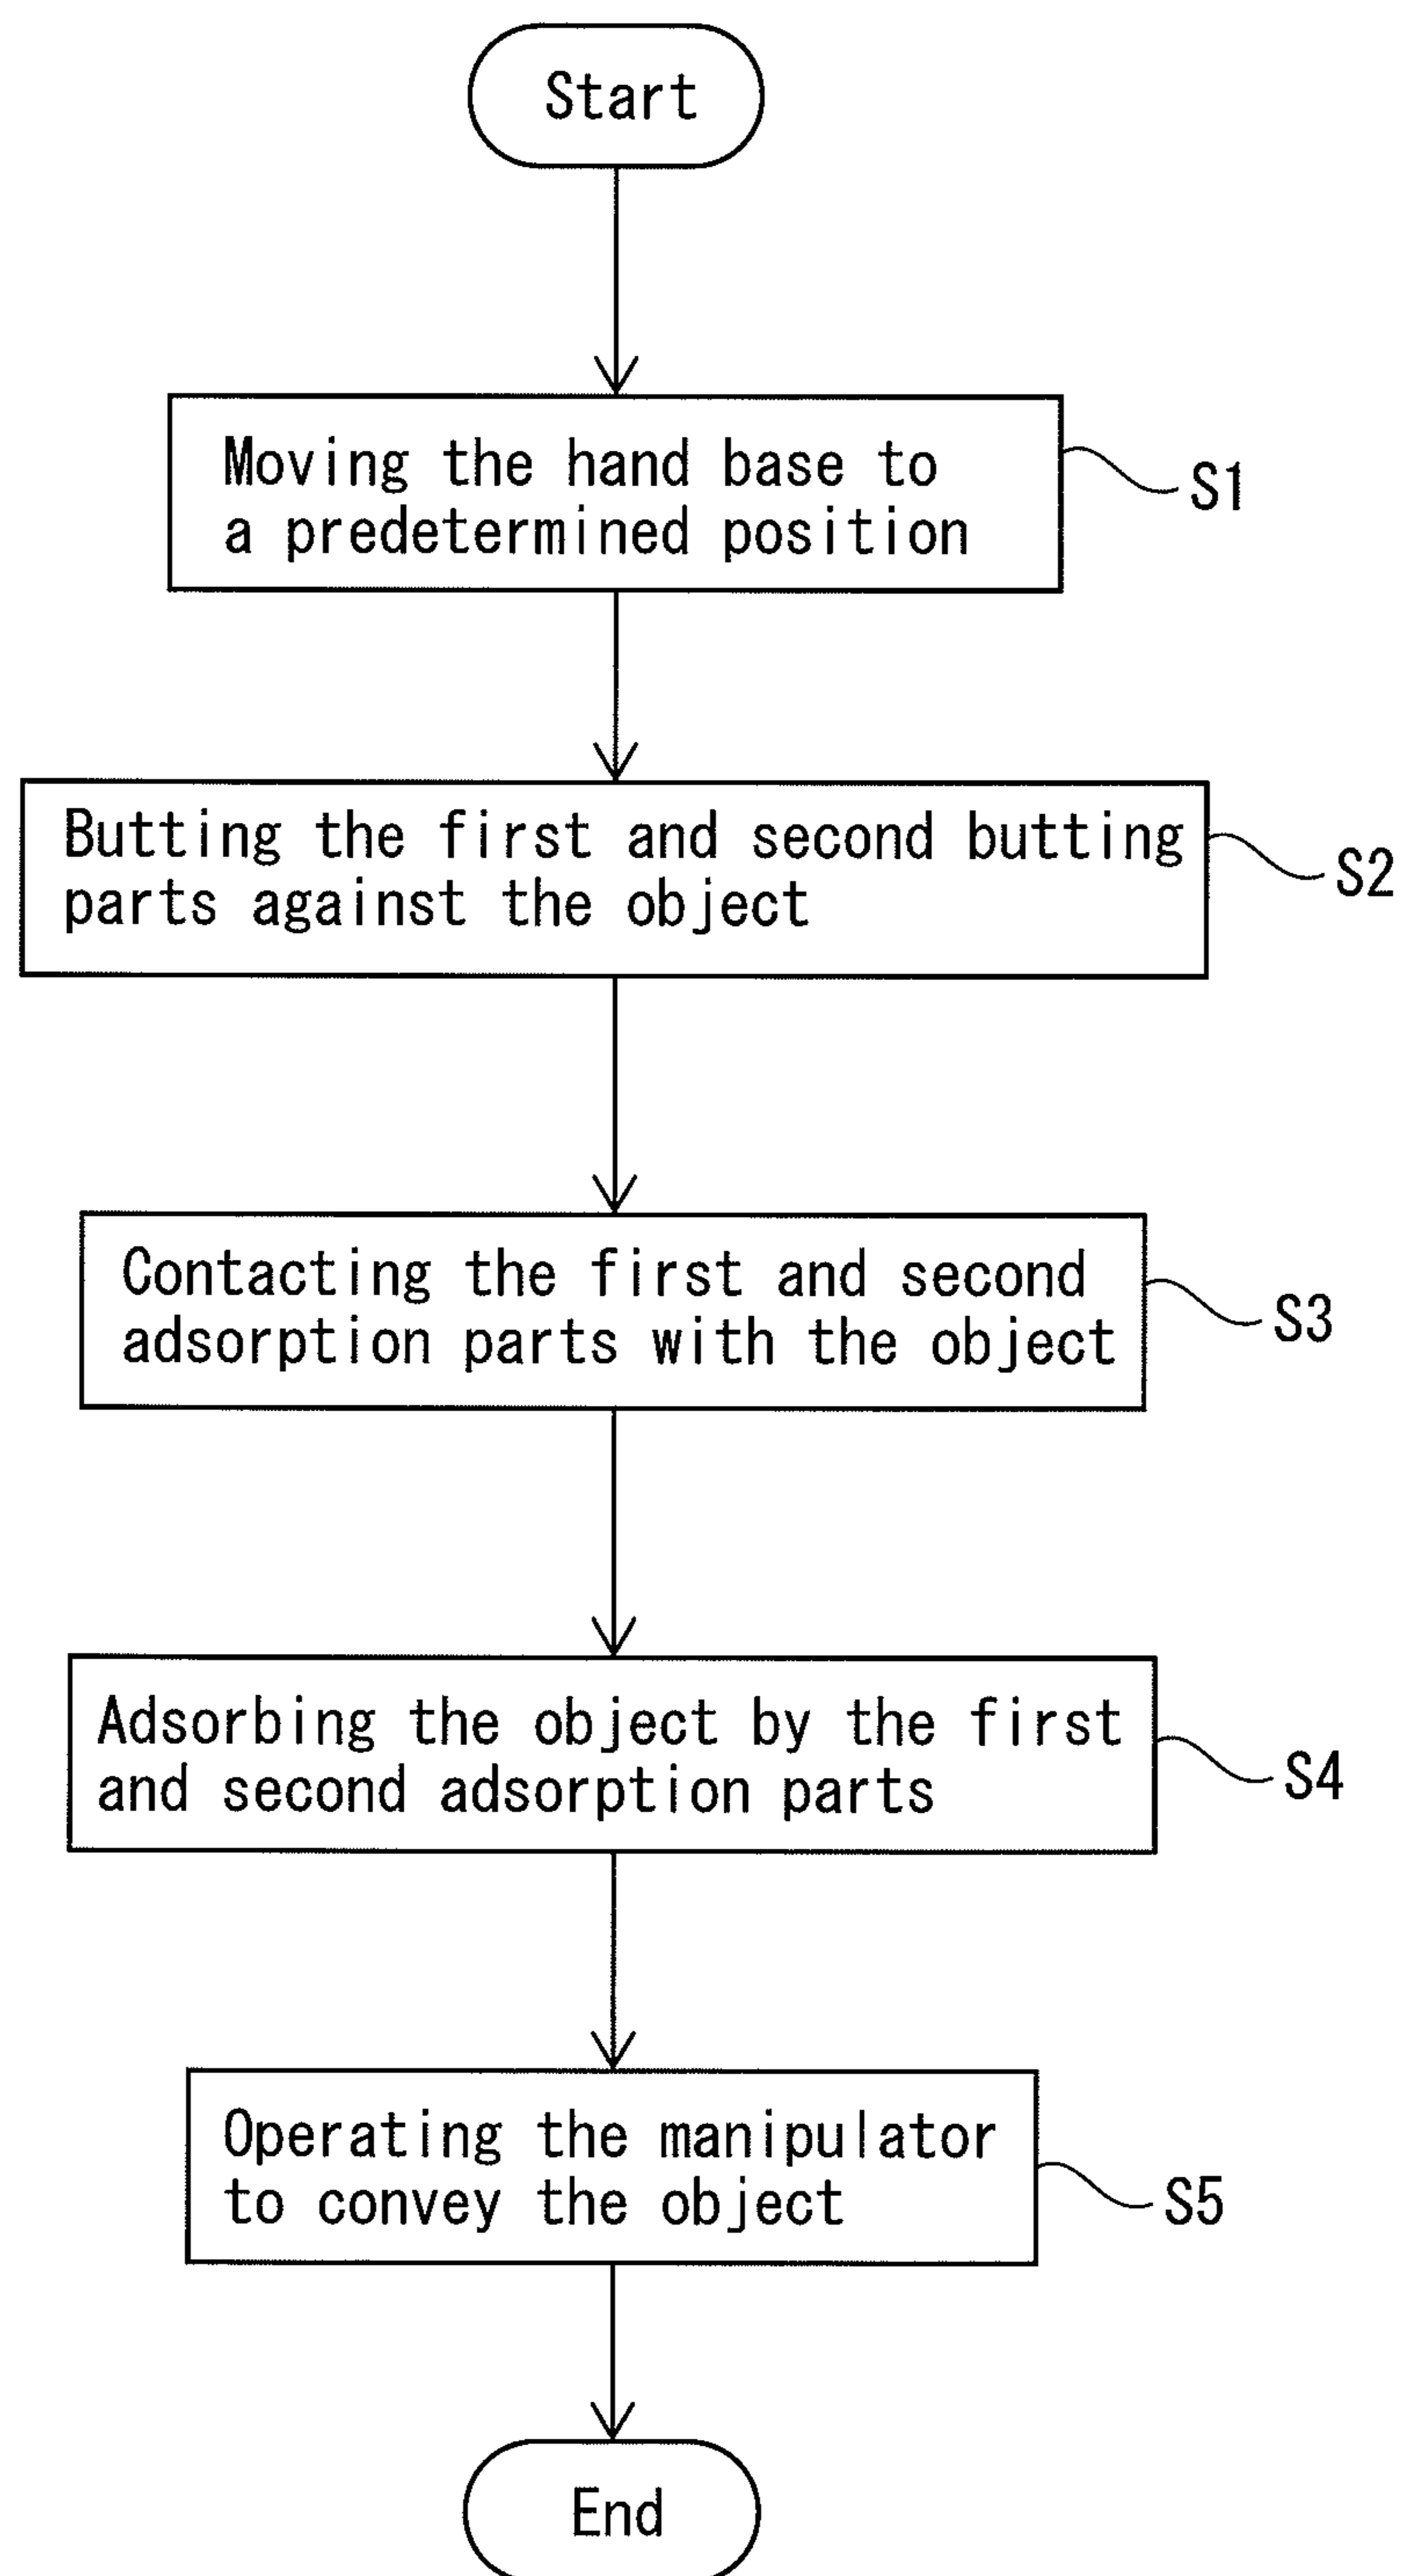 Start
Moving the hand base to
a predetermined position
S1
Butting the first and second butting
parts against the object
S2
Contacting the first and second
adsorption parts with the object
S3
Adsorbing the object by the first
and second adsorption parts
S4
Operating the manipulator
to convey the object
S5
End